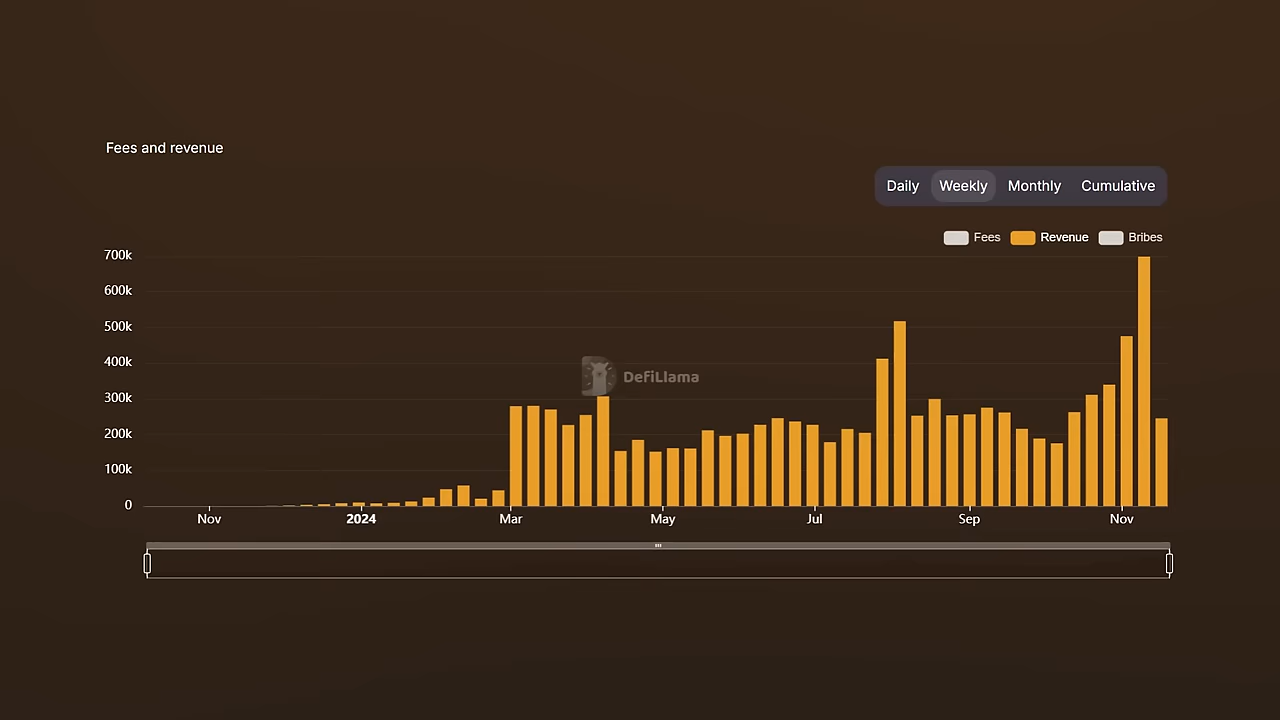 Fees and revenue
Daily Weekly Monthly Cumulative
Fees Revenue Bribes
700k
600k
500k
400k
300k
200k
100k
0
DefiLlama
Nov 2024 Mar May Jul Sep Nov